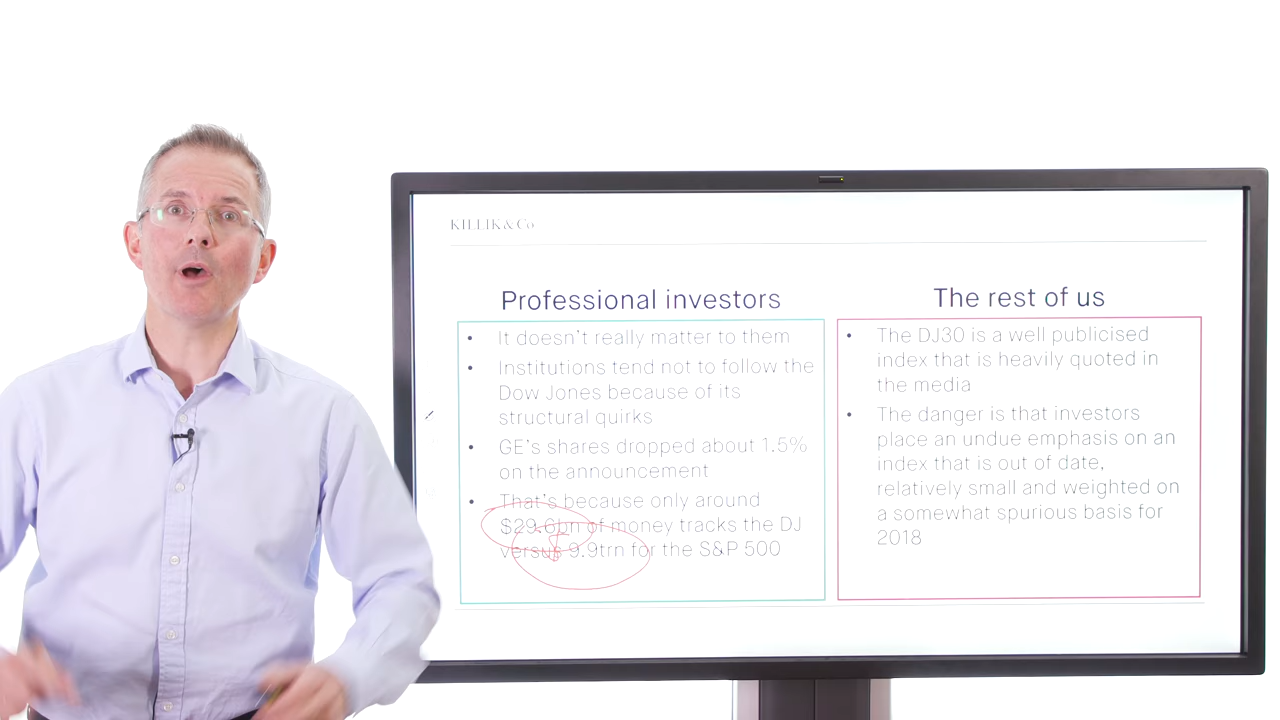 KILLIK & Co
Professional investors
• It doesn't really matter to them
• Institutions tend not to follow the
Dow Jones because of its
structural quirks
• GE's shares dropped about 1.5%
on the announcement
• That's because only around
$29.6bn of money tracks the DJ
versus $ 9.9trn for the S&P 500
The rest of us
• The DJ30 is a well publicised
index that is heavily quoted in
the media
• The danger is that investors
place an undue emphasis on an
index that is out of date,
relatively small and weighted on
a somewhat spurious basis for
2018